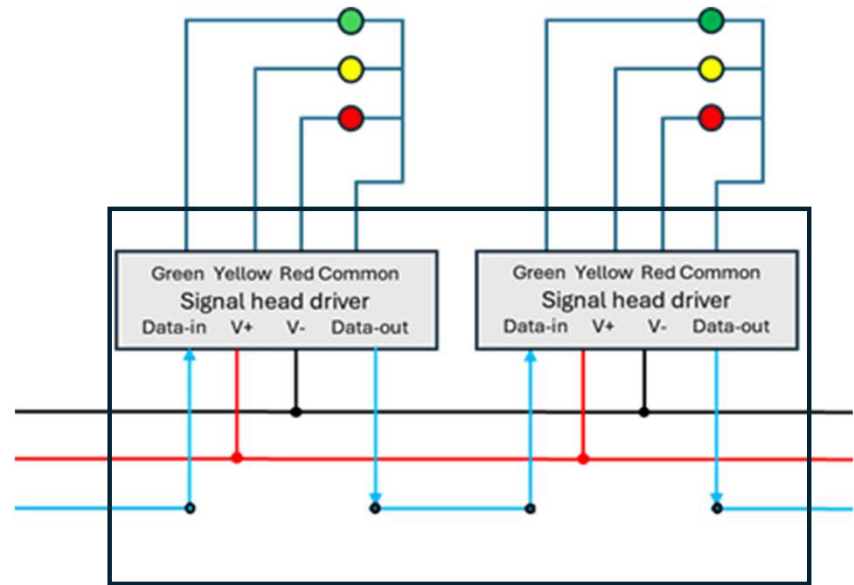 Green Yellow Red Common
Signal head driver
Data-in V+ V- Data-out
Green Yellow Red Common
Signal head driver
Data-in V+ V- Data-out